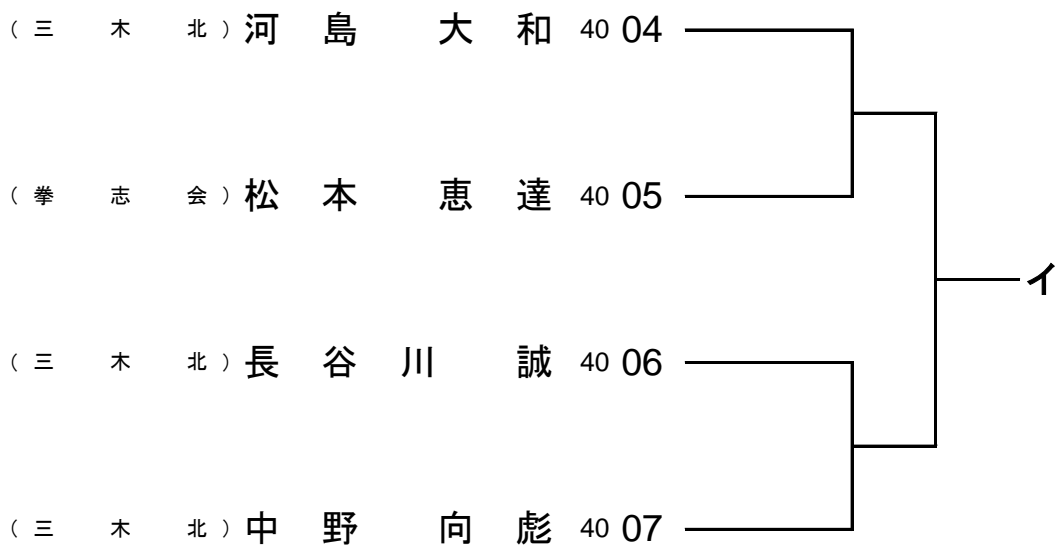 （三木北）河島 大和 40 04
（拳志会）松本 恵達 40 05
イ
（三木北）長谷川 誠 40 06
（三木北）中野 向彪 40 07